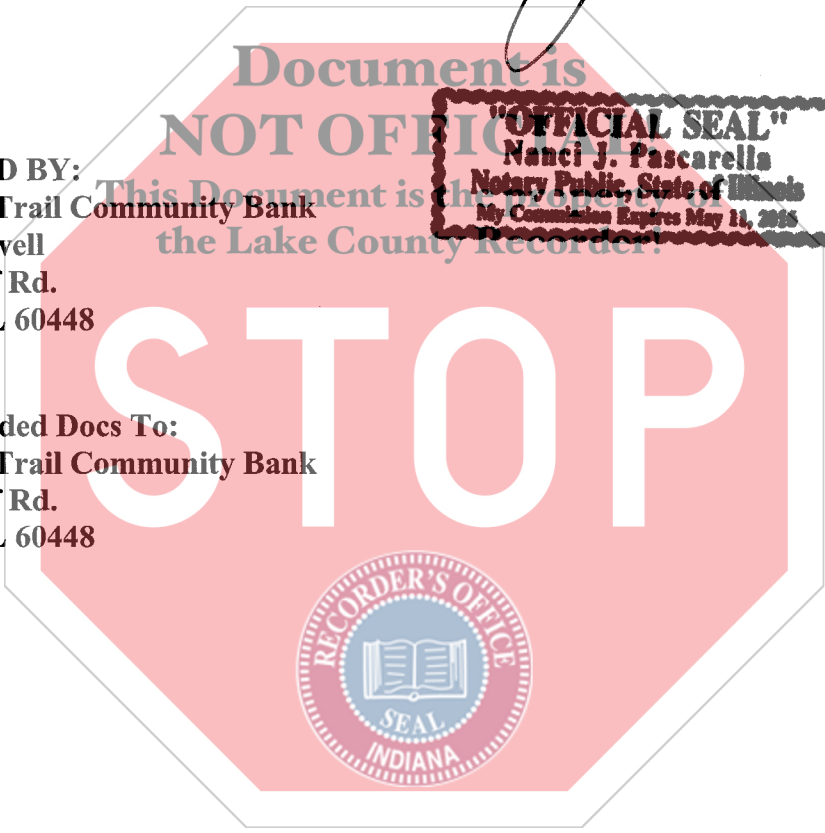 Document is
NOT OFFICIAL
"OFFICIAL SEAL"
Nanci J. Pascarella
Notary Public, State of Illinois
My Commission Expires May 11,
This Document is the property of
the Lake County Recorder!
D BY:
Trail Community Bank
vell
Rd.
60448
STOP
ded Docs To:
Trail Community Bank
Rd.
60448
RECORDER'S OFFICE
SEAL
INDIANA